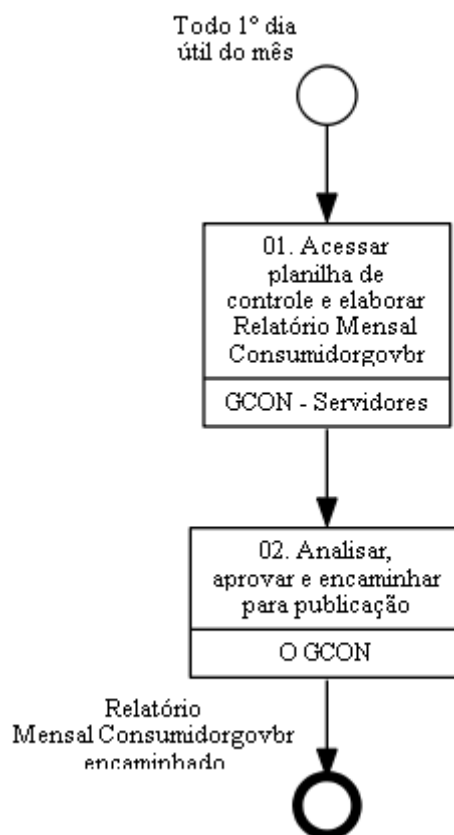 Todo 1º dia
útil do mês
01. Acessar
planilha de
controle e elaborar
Relatório Mensal
Consumidorgovbr
GCON - Servidores
02. Analisar,
aprovar e encaminhar
para publicação
O GCON
Relatório
Mensal Consumidorgovbr
encaminhado